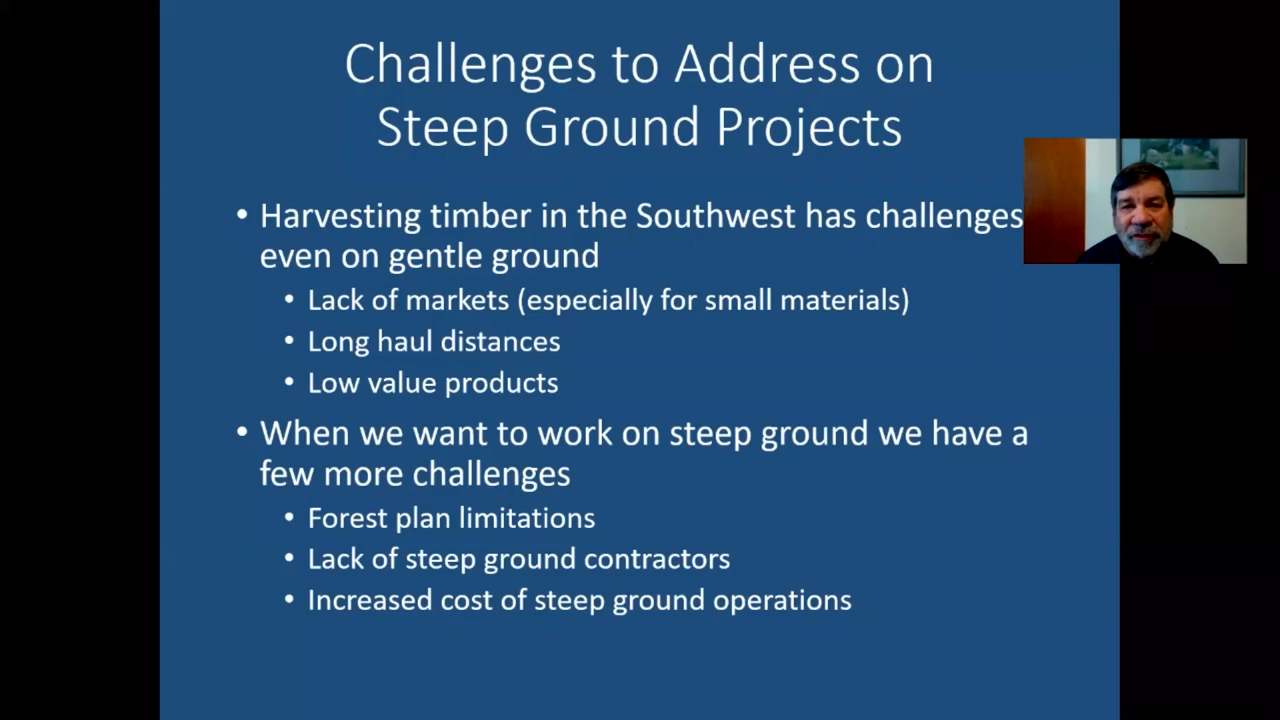 Challenges to Address on
Steep Ground Projects
• Harvesting timber in the Southwest has challenges
even on gentle ground
• Lack of markets (especially for small materials)
• Long haul distances
• Low value products
• When we want to work on steep ground we have a
few more challenges
• Forest plan limitations
• Lack of steep ground contractors
• Increased cost of steep ground operations